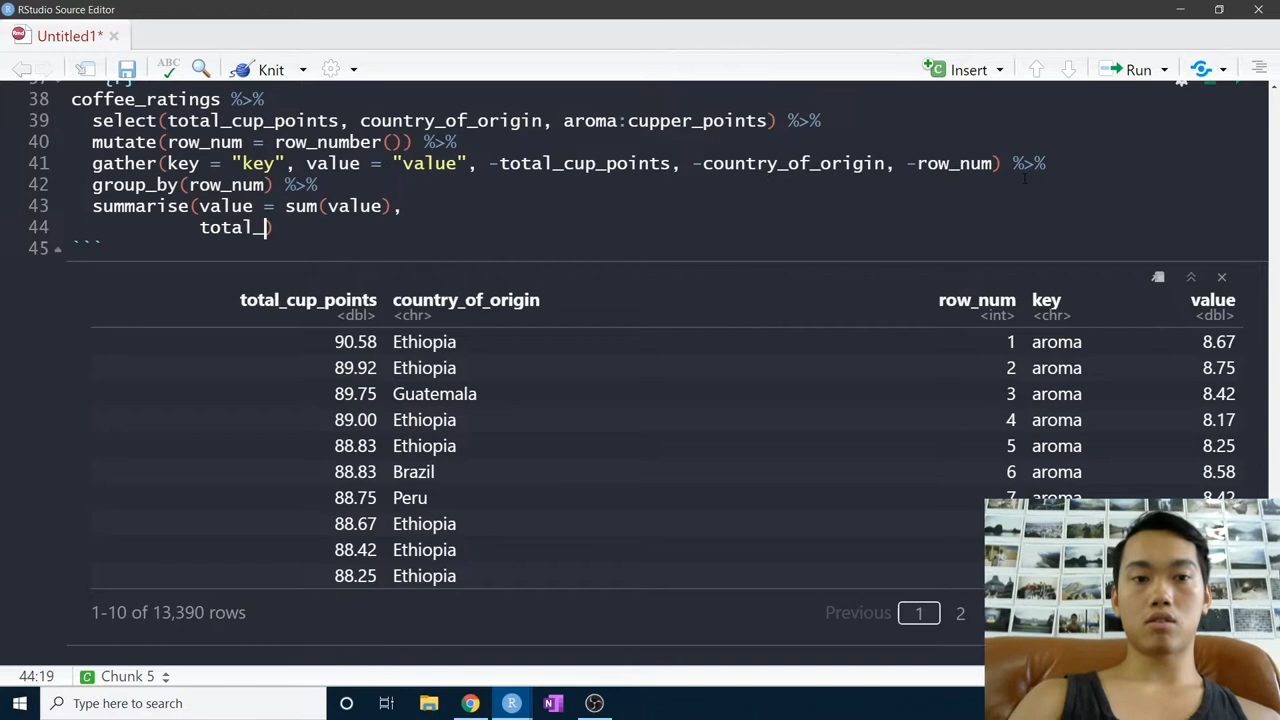 RStudio Source Editor
Untitled1*
ABC Knit Insert Run
38 coffee_ratings %>%
39 select(total_cup_points, country_of_origin, aroma:cupper_points) %>%
40 mutate(row_num = row_number()) %>%
41 gather(key = "key", value = "value", -total_cup_points, -country_of_origin, -row_num) %>%
42 group_by(row_num) %>%
43 summarise(value = sum(value),
44 total_)
45 ```
total_cup_points country_of_origin row_num key value
<dbl> <chr> <int> <chr> <dbl>
90.58 Ethiopia 1 aroma 8.67
89.92 Ethiopia 2 aroma 8.75
89.75 Guatemala 3 aroma 8.42
89.00 Ethiopia 4 aroma 8.17
88.83 Ethiopia 5 aroma 8.25
88.83 Brazil 6 aroma 8.58
88.75 Peru 7 aroma 8.42
88.67 Ethiopia
88.42 Ethiopia
88.25 Ethiopia
1-10 of 13,390 rows Previous 1 2
44:19 C Chunk 5
Type here to search